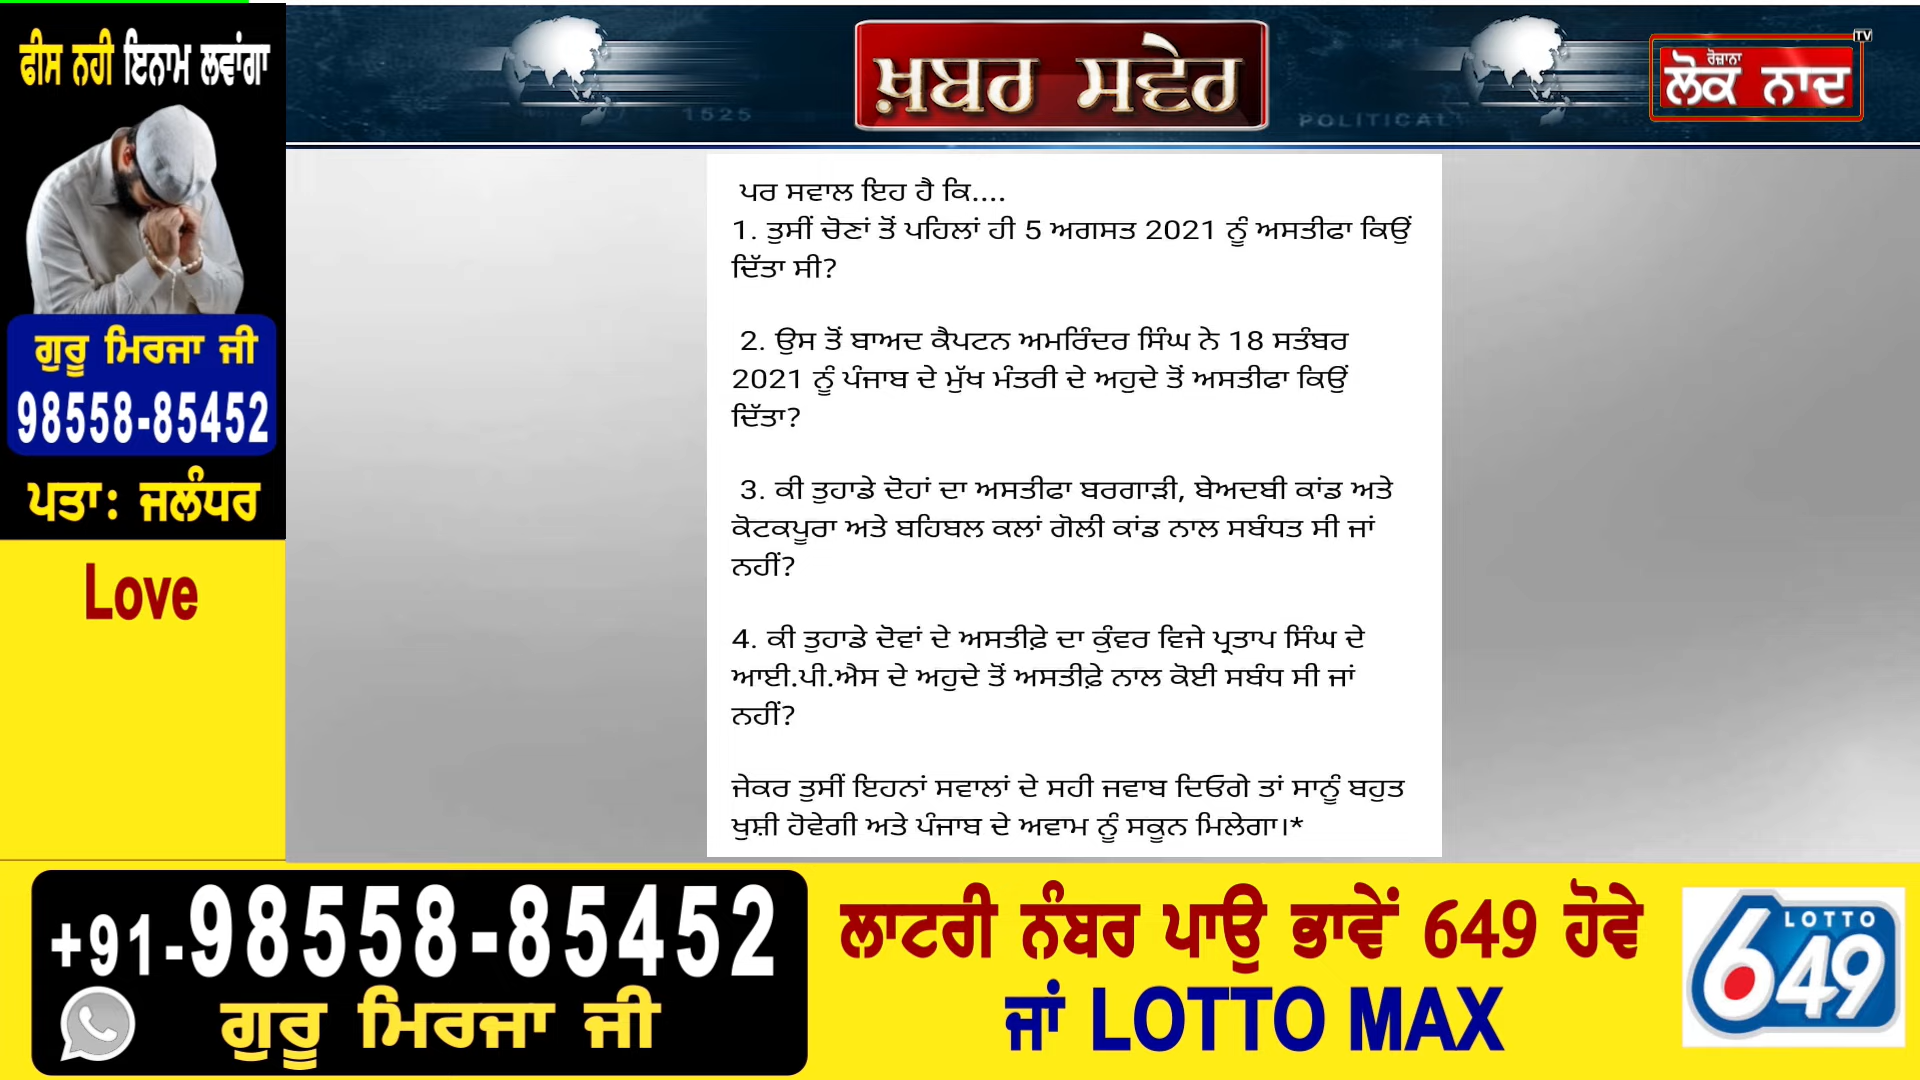 ਫੀਸ ਨਹੀ ਇਨਾਮ ਲਵਾਂਗਾ
ਗੁਰੂ ਮਿਰਜਾ ਜੀ
98558-85452
ਪਤਾ: ਜਲੰਧਰ
Love
ਖ਼ਬਰ ਸਵੇਰ
1525
POLITICAL
ਰੋਜ਼ਾਨਾ
ਲੋਕ ਨਾਦ
TV
ਪਰ ਸਵਾਲ ਇਹ ਹੈ ਕਿ....
1. ਤੁਸੀਂ ਚੋਣਾਂ ਤੋਂ ਪਹਿਲਾਂ ਹੀ 5 ਅਗਸਤ 2021 ਨੂੰ ਅਸਤੀਫਾ ਕਿਉਂ
ਦਿੱਤਾ ਸੀ?
2. ਉਸ ਤੋਂ ਬਾਅਦ ਕੈਪਟਨ ਅਮਰਿੰਦਰ ਸਿੰਘ ਨੇ 18 ਸਤੰਬਰ
2021 ਨੂੰ ਪੰਜਾਬ ਦੇ ਮੁੱਖ ਮੰਤਰੀ ਦੇ ਅਹੁਦੇ ਤੋਂ ਅਸਤੀਫਾ ਕਿਉਂ
ਦਿੱਤਾ?
3. ਕੀ ਤੁਹਾਡੇ ਦੋਹਾਂ ਦਾ ਅਸਤੀਫਾ ਬਰਗਾੜੀ, ਬੇਅਦਬੀ ਕਾਂਡ ਅਤੇ
ਕੋਟਕਪੂਰਾ ਅਤੇ ਬਹਿਬਲ ਕਲਾਂ ਗੋਲੀ ਕਾਂਡ ਨਾਲ ਸਬੰਧਤ ਸੀ ਜਾਂ
ਨਹੀਂ?
4. ਕੀ ਤੁਹਾਡੇ ਦੋਵਾਂ ਦੇ ਅਸਤੀਫ਼ੇ ਦਾ ਕੁੰਵਰ ਵਿਜੇ ਪ੍ਰਤਾਪ ਸਿੰਘ ਦੇ
ਆਈ.ਪੀ.ਐਸ ਦੇ ਅਹੁਦੇ ਤੋਂ ਅਸਤੀਫ਼ੇ ਨਾਲ ਕੋਈ ਸਬੰਧ ਸੀ ਜਾਂ
ਨਹੀਂ?
ਜੇਕਰ ਤੁਸੀਂ ਇਹਨਾਂ ਸਵਾਲਾਂ ਦੇ ਸਹੀ ਜਵਾਬ ਦਿਓਗੇ ਤਾਂ ਸਾਨੂੰ ਬਹੁਤ
ਖੁਸ਼ੀ ਹੋਵੇਗੀ ਅਤੇ ਪੰਜਾਬ ਦੇ ਅਵਾਮ ਨੂੰ ਸਕੂਨ ਮਿਲੇਗਾ।*
+91-98558-85452
ਗੁਰੂ ਮਿਰਜਾ ਜੀ
ਲਾਟਰੀ ਨੰਬਰ ਪਾਉ ਭਾਵੇਂ 649 ਹੋਵੇ
ਜਾਂ LOTTO MAX
LOTTO
649